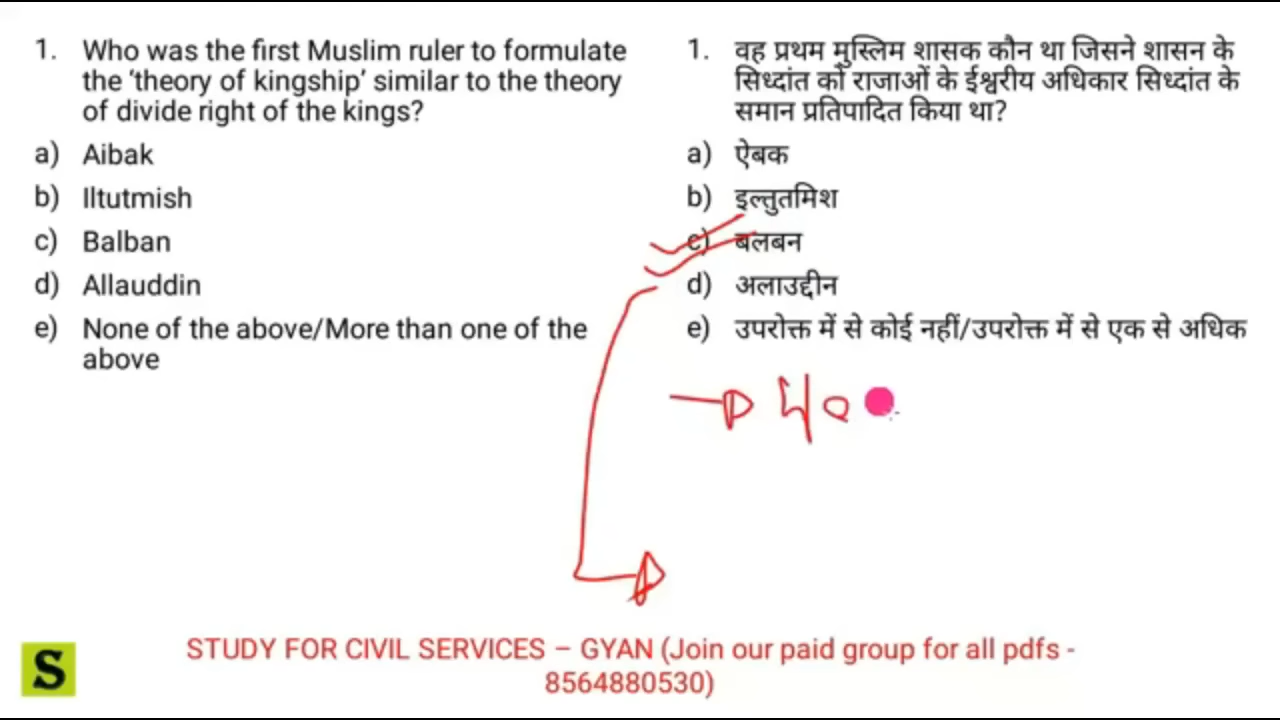 1. Who was the first Muslim ruler to formulate
the ‘theory of kingship’ similar to the theory
of divide right of the kings?
a) Aibak
b) Iltutmish
c) Balban
d) Allauddin
e) None of the above/More than one of the
above
1. वह प्रथम मुस्लिम शासक कौन था जिसने शासन के
सिध्दांत को राजाओं के ईश्वरीय अधिकार सिध्दांत के
समान प्रतिपादित किया था?
a) ऐबक
b) इल्तुतमिश
c) बलबन
d) अलाउद्दीन
e) उपरोक्त में से कोई नहीं/उपरोक्त में से एक से अधिक
STUDY FOR CIVIL SERVICES – GYAN (Join our paid group for all pdfs -
8564880530)
S